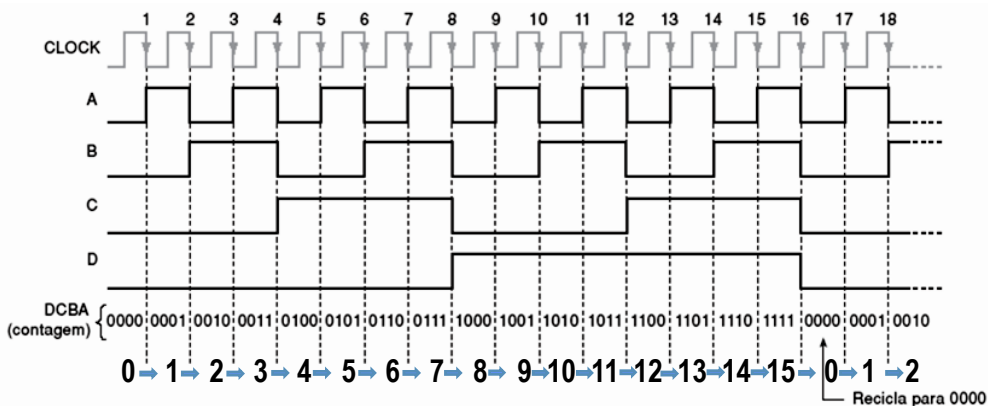 1 2 3 4 5 6 7 8 9 10 11 12 13 14 15 16 17 18
CLOCK
A
B
C
D
DCBA
(contagem)
0000 0001 0010 0011 0100 0101 0110 0111 1000 1001 1010 1011 1100 1101 1110 1111 0000 0001 0010
0 → 1 → 2 → 3 → 4 → 5 → 6 → 7 → 8 → 9 → 10 → 11 → 12 → 13 → 14 → 15 → 0 → 1 → 2
Recicla para 0000